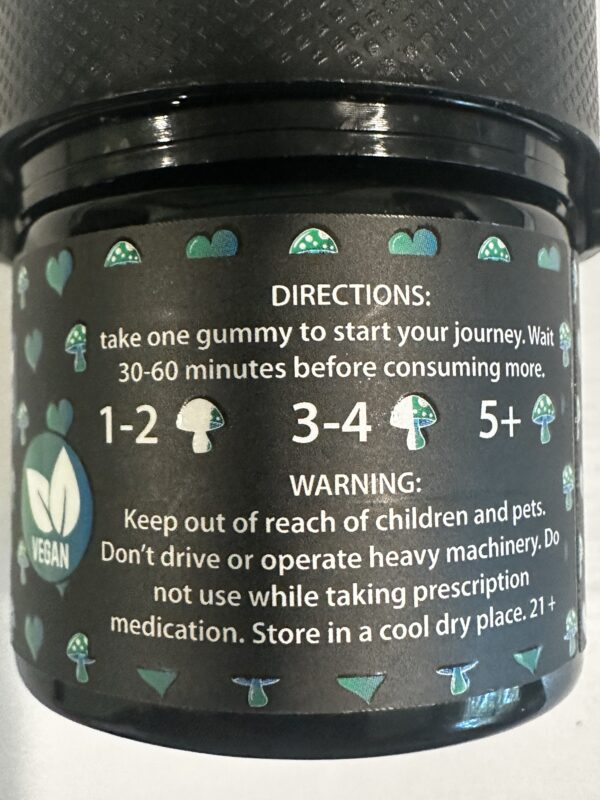 DIRECTIONS:
take one gummy to start your journey. Wait
30-60 minutes before consuming more.
1-2 3-4 5+
WARNING:
Keep out of reach of children and pets.
Don't drive or operate heavy machinery. Do
not use while taking prescription
medication. Store in a cool dry place. 21+
VEGAN